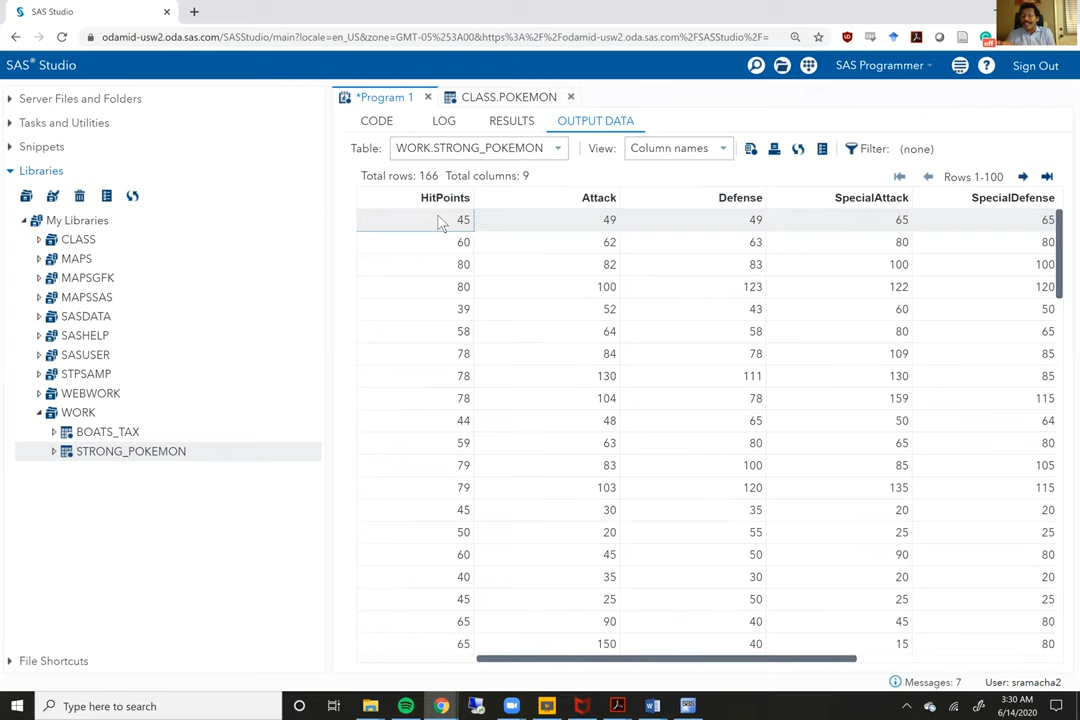 SAS Studio
odamid-usw2.oda.sas.com/SASStudio/main?locale=en_US&zone=GMT-05%253A00&https%3A%2F%2Fodamid-usw2.oda.sas.com%2FSASStudio%2F=
off
SAS® Studio
SAS Programmer
Sign Out
Server Files and Folders
Tasks and Utilities
Snippets
Libraries
My Libraries
CLASS
MAPS
MAPSGFK
MAPSSAS
SASDATA
SASHELP
SASUSER
STPSAMP
WEBWORK
WORK
BOATS_TAX
STRONG_POKEMON
File Shortcuts
*Program 1
CLASS.POKEMON
CODE LOG RESULTS OUTPUT DATA
Table: WORK.STRONG_POKEMON View: Column names Filter: (none)
Total rows: 166 Total columns: 9 Rows 1-100
HitPoints Attack Defense SpecialAttack SpecialDefense
45 49 49 65 65
60 62 63 80 80
80 82 83 100 100
80 100 123 122 120
39 52 43 60 50
58 64 58 80 65
78 84 78 109 85
78 130 111 130 85
78 104 78 159 115
44 48 65 50 64
59 63 80 65 80
79 83 100 85 105
79 103 120 135 115
45 30 35 20 20
50 20 55 25 25
60 45 50 90 80
40 35 30 20 20
45 25 50 25 25
65 90 40 45 80
65 150 40 15 80
Messages: 7 User: sramacha2
Type here to search
3:30 AM
6/14/2020